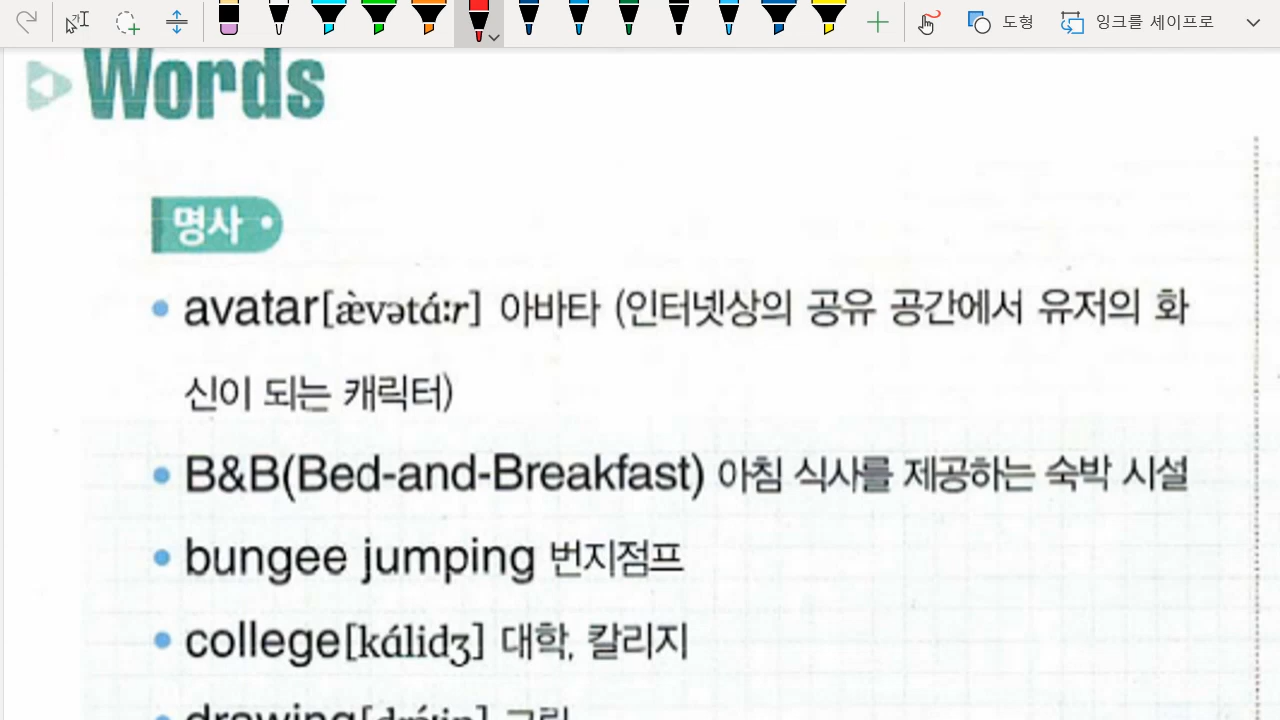 도형
잉크를 셰이프로
Words
명사
avatar[æ̀vətáːr] 아바타 (인터넷상의 공유 공간에서 유저의 화
신이 되는 캐릭터)
B&B(Bed-and-Breakfast) 아침 식사를 제공하는 숙박 시설
bungee jumping 번지점프
college[kálidʒ] 대학, 칼리지